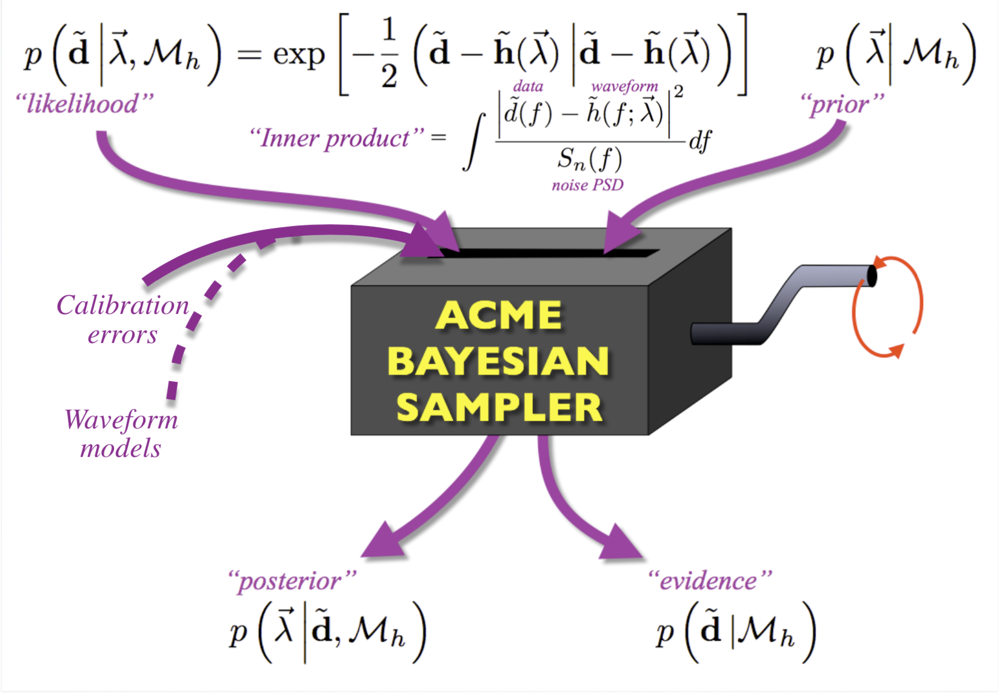 p(d̃|λ⃗, ℳₕ) = exp[−1/2 (d̃ − h̃(λ⃗)|d̃ − h̃(λ⃗))]
p(λ⃗|ℳₕ)
“likelihood”
data
waveform
“prior”
“Inner product” = ∫ |d̃(f) − h̃(f; λ⃗)|² / Sₙ(f) df
noise PSD
Calibration
errors
Waveform
models
ACME
BAYESIAN
SAMPLER
“posterior”
p(λ⃗|d̃, ℳₕ)
“evidence”
p(d̃|ℳₕ)